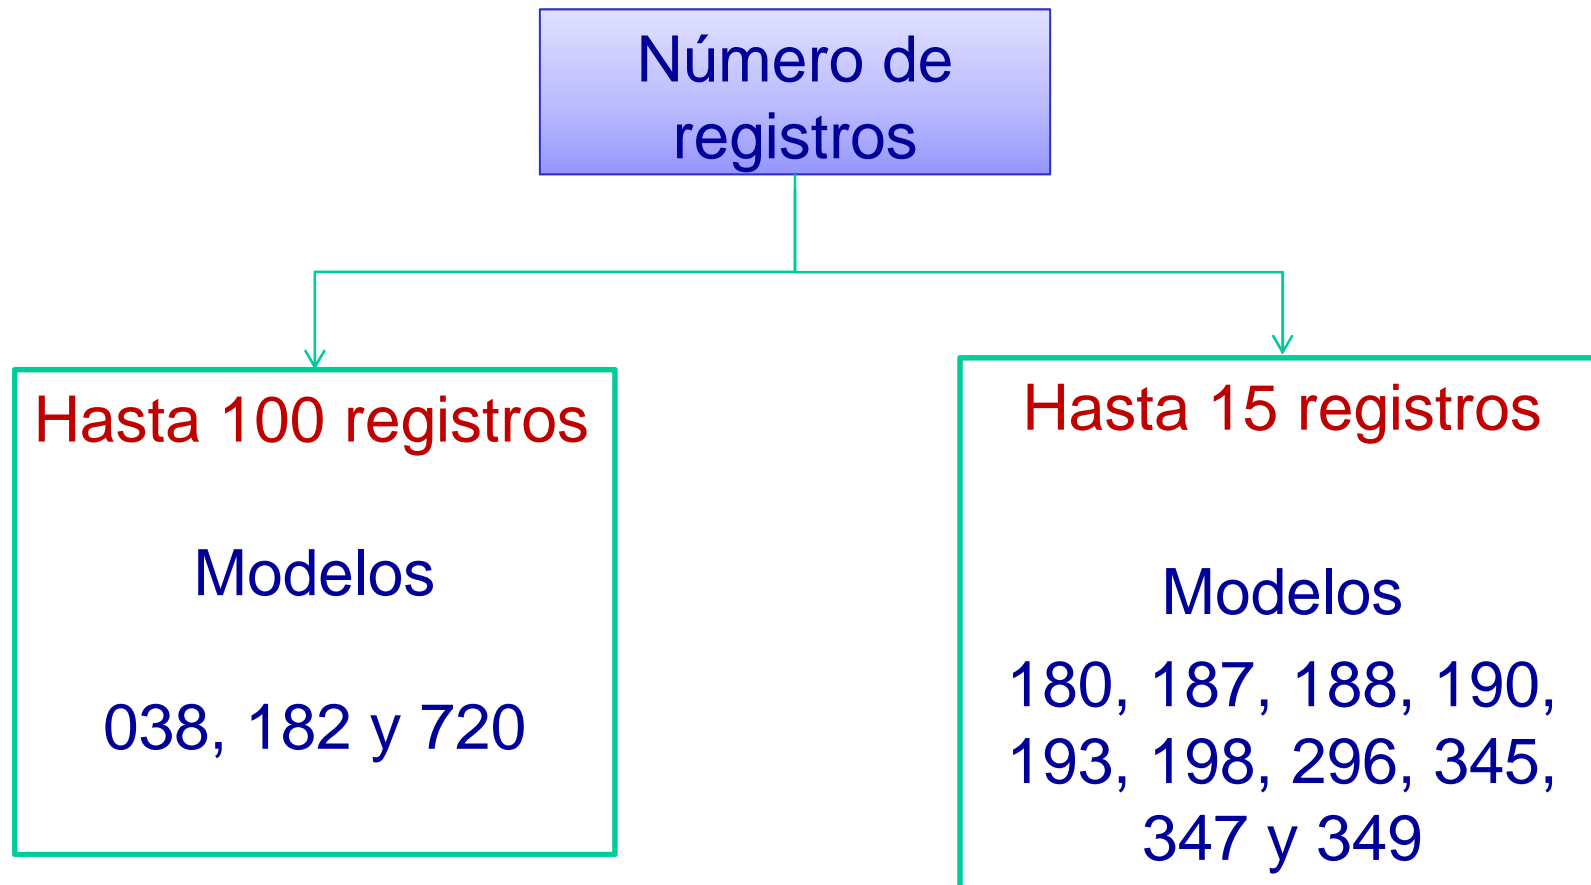 Número de
registros
Hasta 100 registros
Modelos
038, 182 y 720
Hasta 15 registros
Modelos
180, 187, 188, 190,
193, 198, 296, 345,
347 y 349